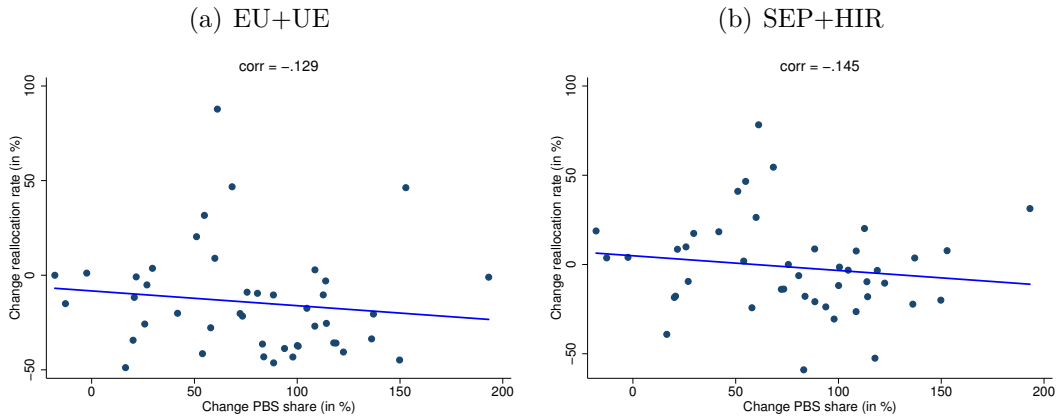 (a) EU+UE
corr = −.129
Change reallocation rate (in %)
100
50
0
−50
0 50 100 150 200
Change PBS share (in %)
(b) SEP+HIR
corr = −.145
Change reallocation rate (in %)
100
50
0
−50
0 50 100 150 200
Change PBS share (in %)